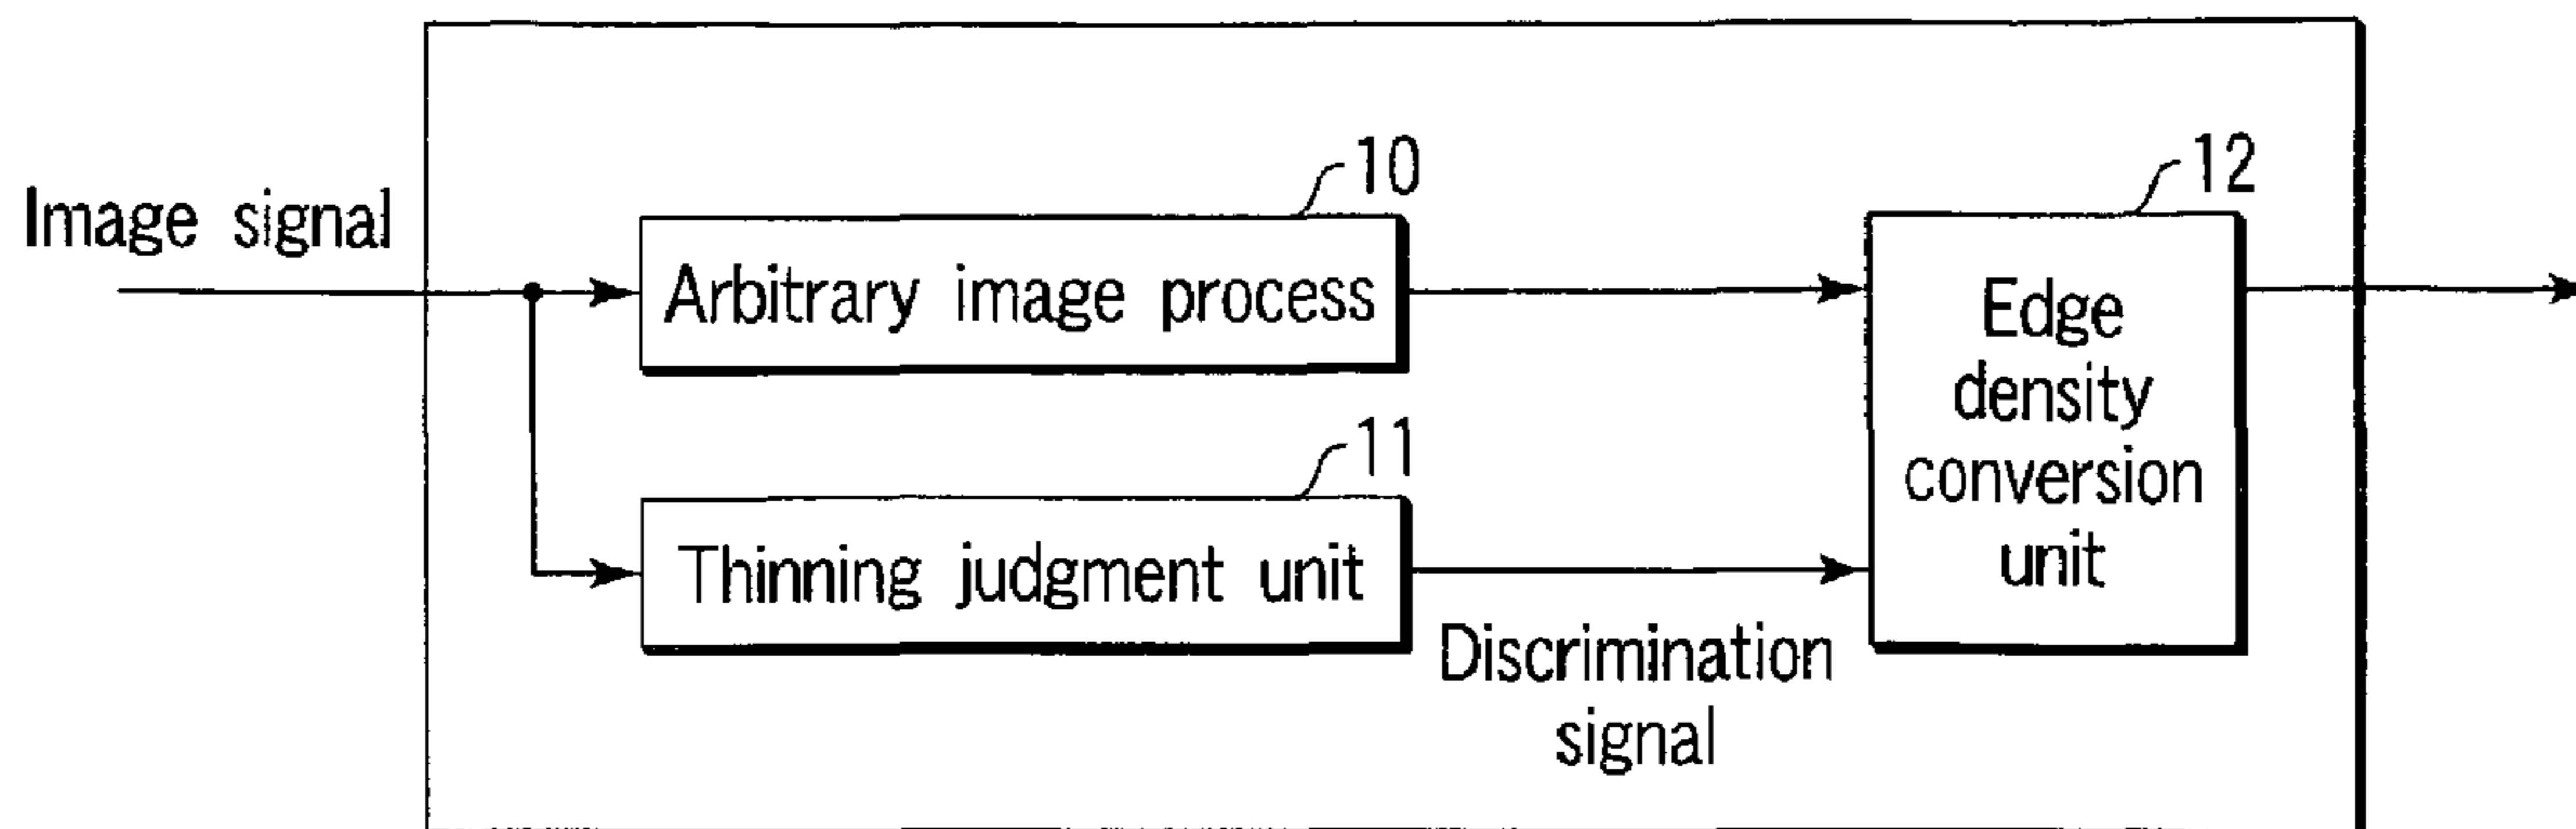 Image signal
10
Arbitrary image process
11
Thinning judgment unit
Discrimination
signal
12
Edge
density
conversion
unit